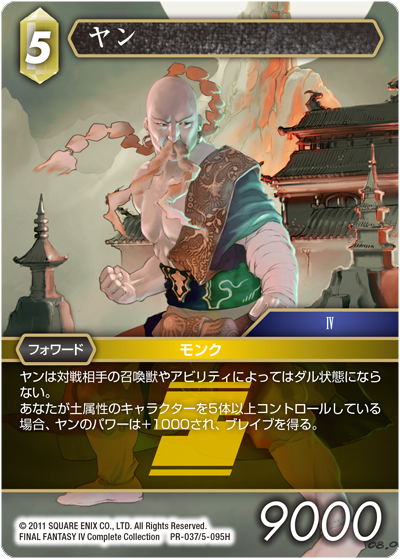 5
ヤン
IV
フォワード
モンク
ヤンは対戦相手の召喚獣やアビリティによってはダル状態になら
ない。
あなたが土属性のキャラクターを5体以上コントロールしている
場合、ヤンのパワーは+1000され、ブレイブを得る。
© 2011 SQUARE ENIX CO., LTD. All Rights Reserved.
FINAL FANTASY IV Complete Collection PR-037/5-095H
9000